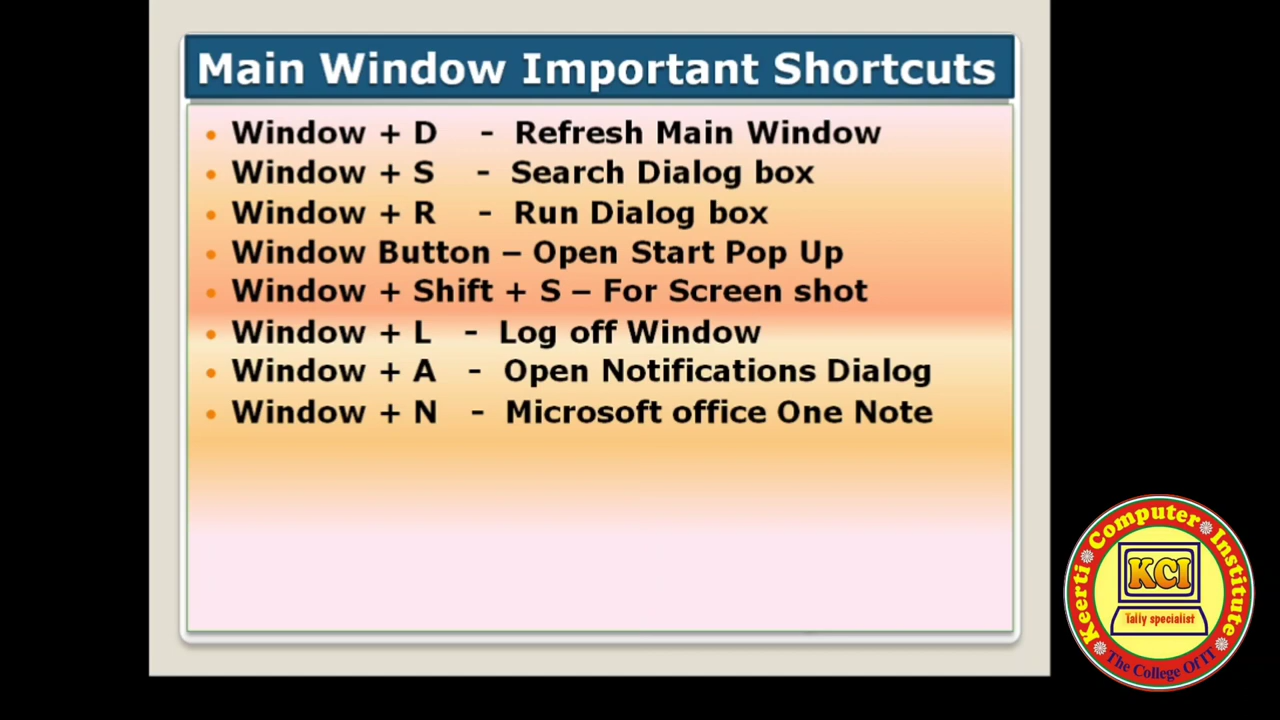 Main Window Important Shortcuts
• Window + D - Refresh Main Window
• Window + S - Search Dialog box
• Window + R - Run Dialog box
• Window Button – Open Start Pop Up
• Window + Shift + S – For Screen shot
• Window + L - Log off Window
• Window + A - Open Notifications Dialog
• Window + N - Microsoft office One Note
Keerti Computer Institute
KCI
Tally specialist
The College Of IT